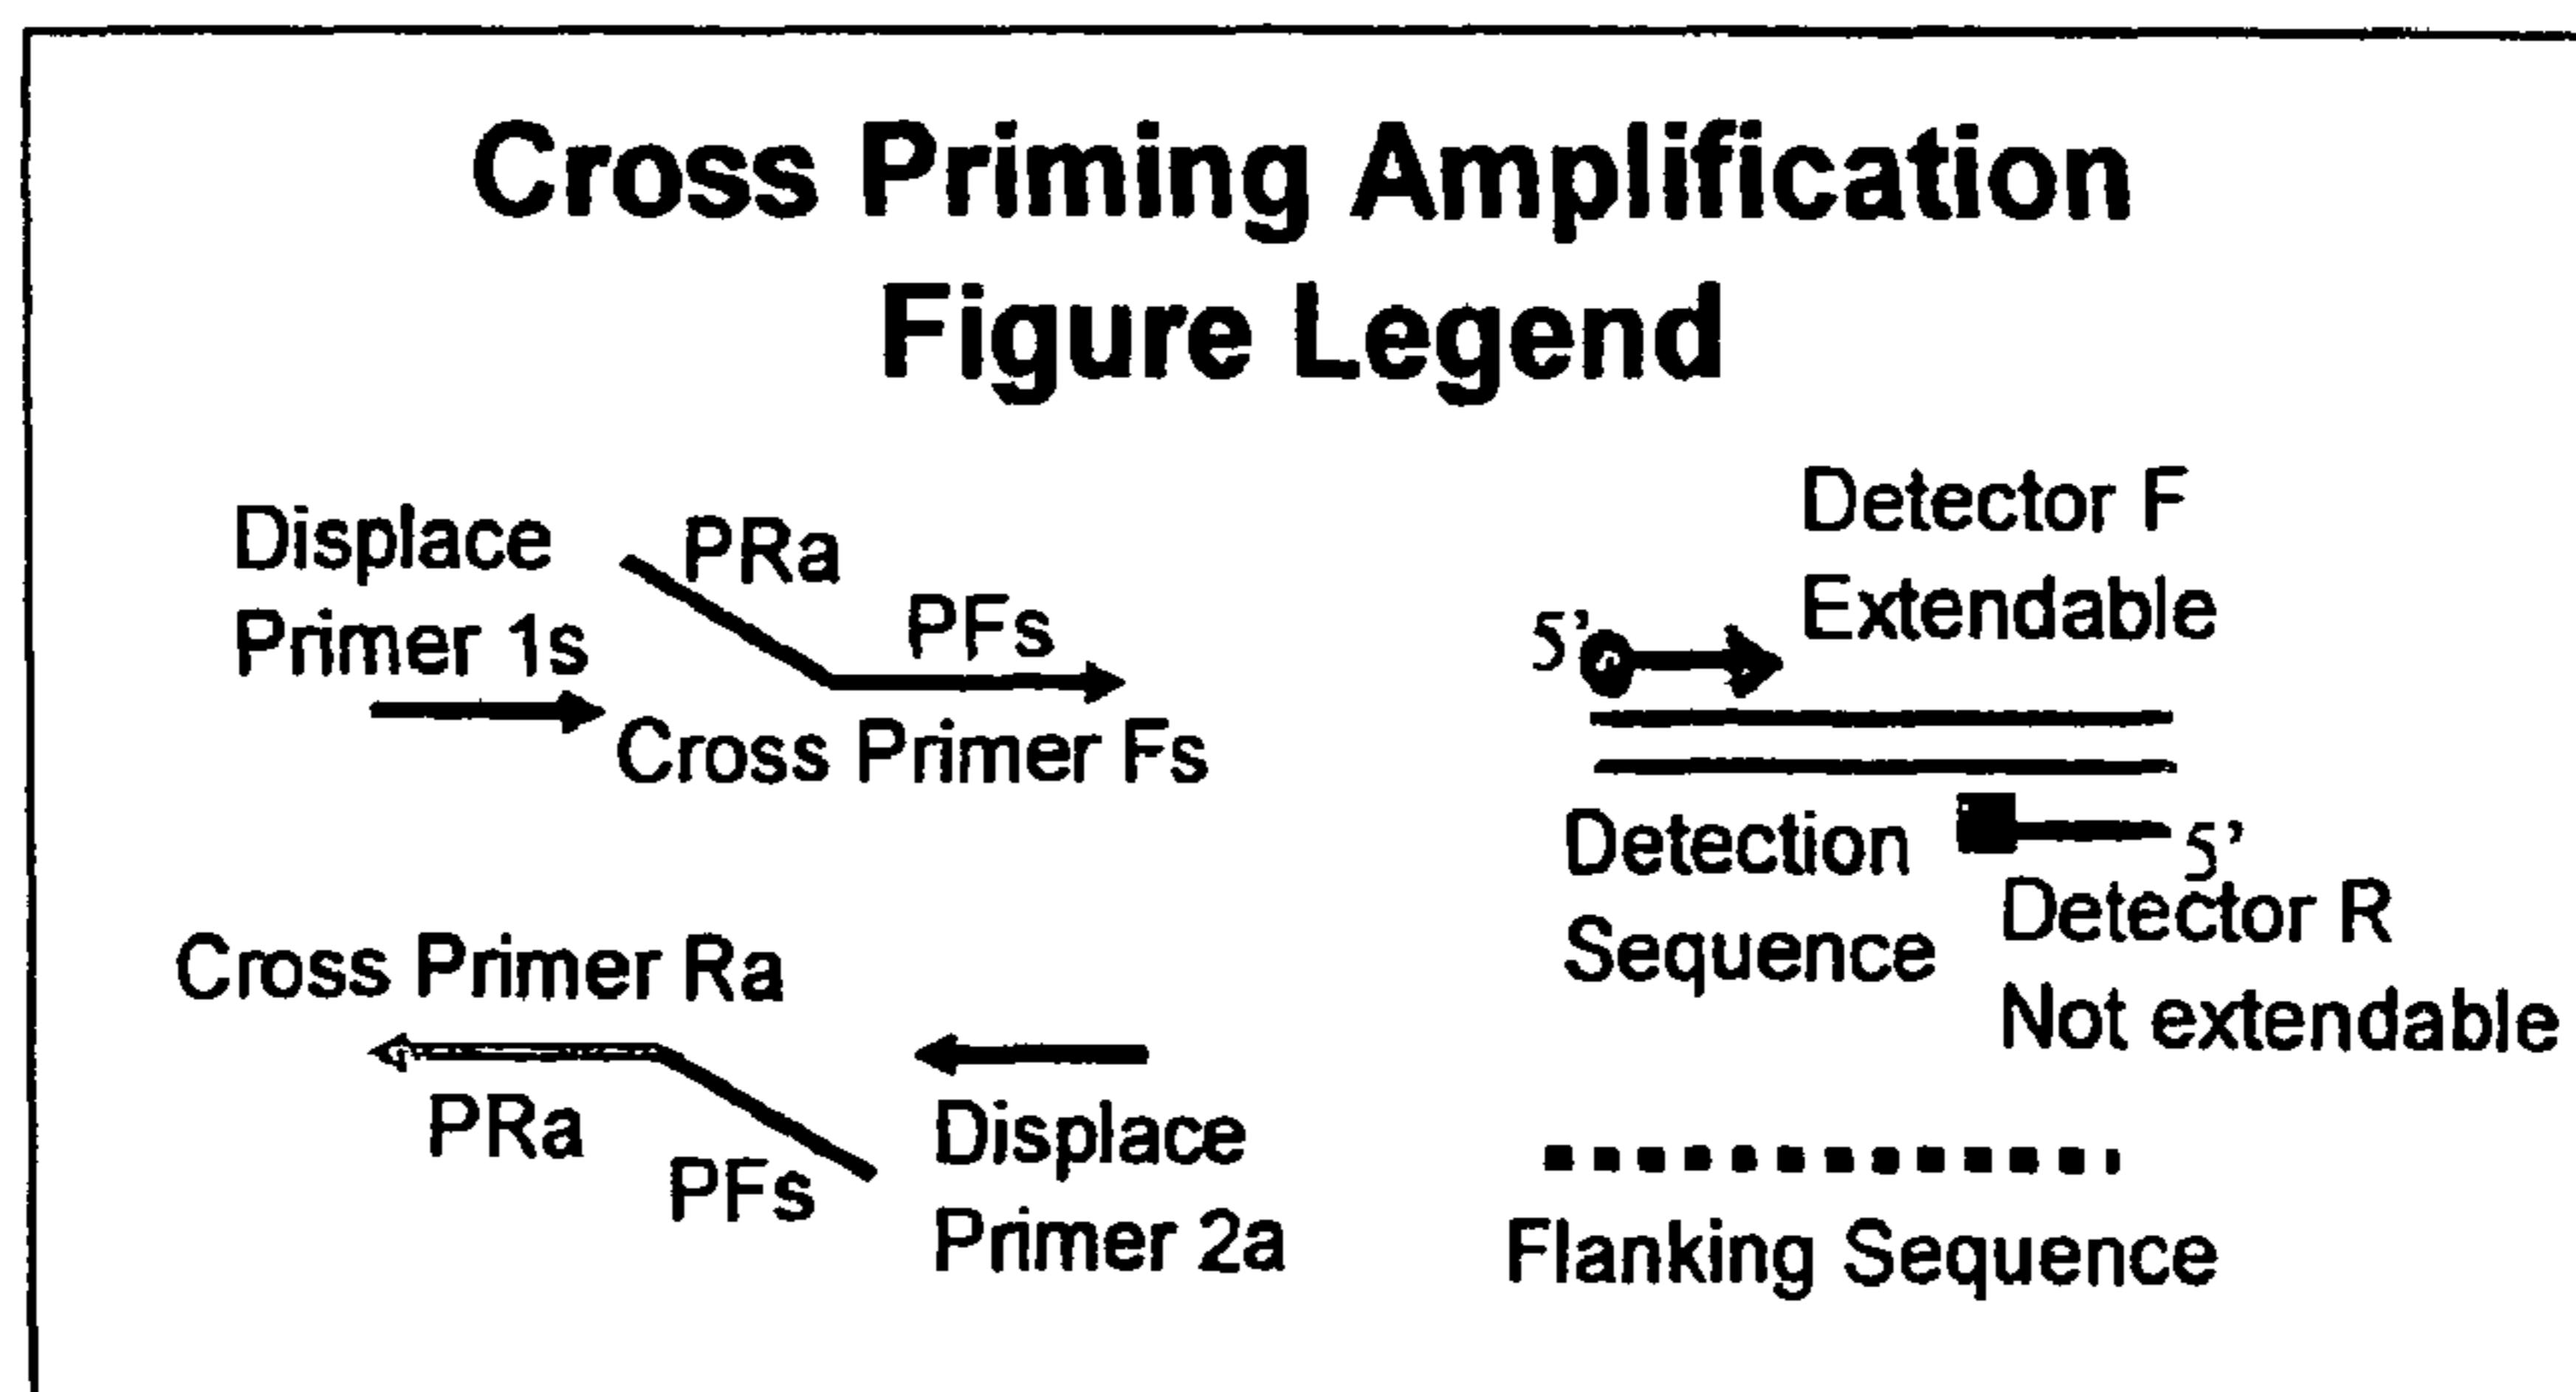 Cross Priming Amplification
Figure Legend
Displace
Primer 1s
PRa
PFs
Cross Primer Fs
Detector F
Extendable
5’
Detection
Sequence
5’
Detector R
Not extendable
Cross Primer Ra
PRa
PFs
Displace
Primer 2a
Flanking Sequence